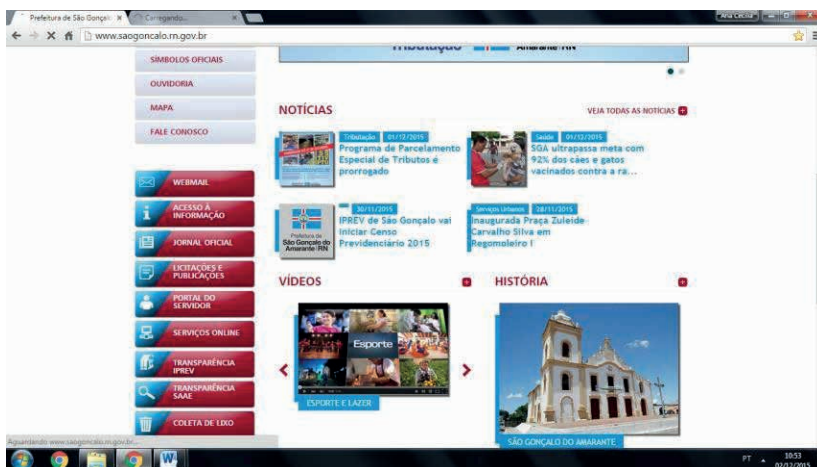 Prefeitura de São Gonçal
Carregando...
Ana Cecília
www.saogoncalo.rn.gov.br
SÍMBOLOS OFICIAIS
OUVIDORIA
MAPA
FALE CONOSCO
WEBMAIL
ACESSO À
INFORMAÇÃO
JORNAL OFICIAL
LICITAÇÕES E
PUBLICAÇÕES
PORTAL DO
SERVIDOR
SERVIÇOS ONLINE
TRANSPARÊNCIA
IPREV
TRANSPARÊNCIA
SAAE
COLETA DE LIXO
Tributação
Amarante RN
NOTÍCIAS
VEJA TODAS AS NOTÍCIAS
Tributação 01/12/2015
Programa de Parcelamento
Especial de Tributos é
prorrogado
Saúde 01/12/2015
SGA ultrapassa meta com
92% dos cães e gatos
vacinados contra a ra...
Prefeitura de
São Gonçalo do
Amarante RN
30/11/2015
IPREV de São Gonçalo vai
iniciar Censo
Previdenciário 2015
Serviços Urbanos 28/11/2015
Inaugurada Praça Zuleide
Carvalho Silva em
Regomoleiro I
VÍDEOS
Esporte
ESPORTE E LAZER
HISTÓRIA
SÃO GONÇALO DO AMARANTE
Aguardando www.saogoncalo.rn.gov.br...
PT
10:53
02/12/2015